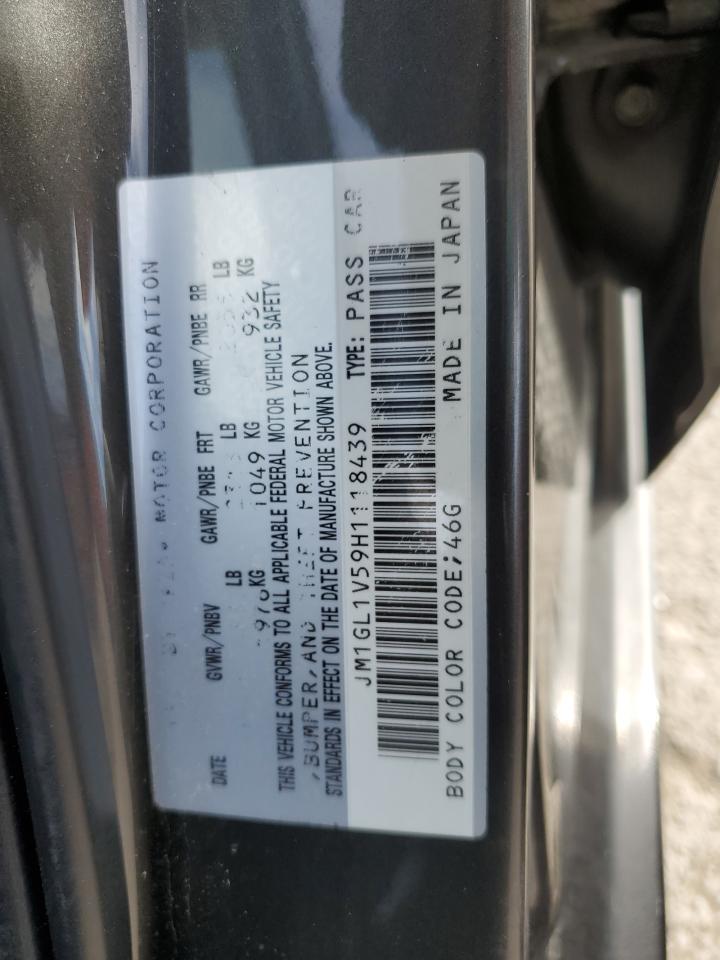 MOTOR CORPORATION
DATE GVWR/PNBV GAWR/PNBE FRT GAWR/PNBE RR
LB LB LB
KG 1049 KG 932 KG
THIS VEHICLE CONFORMS TO ALL APPLICABLE FEDERAL MOTOR VEHICLE SAFETY
,BUMPER,AND THEFT PREVENTION
STANDARDS IN EFFECT ON THE DATE OF MANUFACTURE SHOWN ABOVE.
JM1GL1V59H1118439 TYPE: PASS CAR
BODY COLOR CODE;46G MADE IN JAPAN